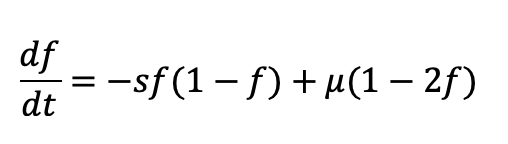 df/dt = −sf(1 − f) + μ(1 − 2f)